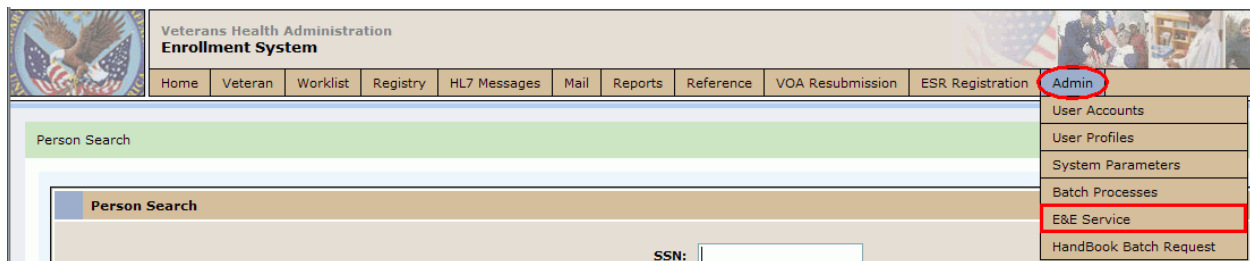 Veterans Health Administration
Enrollment System
Home Veteran Worklist Registry HL7 Messages Mail Reports Reference VOA Resubmission ESR Registration Admin
User Accounts
User Profiles
System Parameters
Batch Processes
E&E Service
HandBook Batch Request
Person Search
Person Search
SSN: